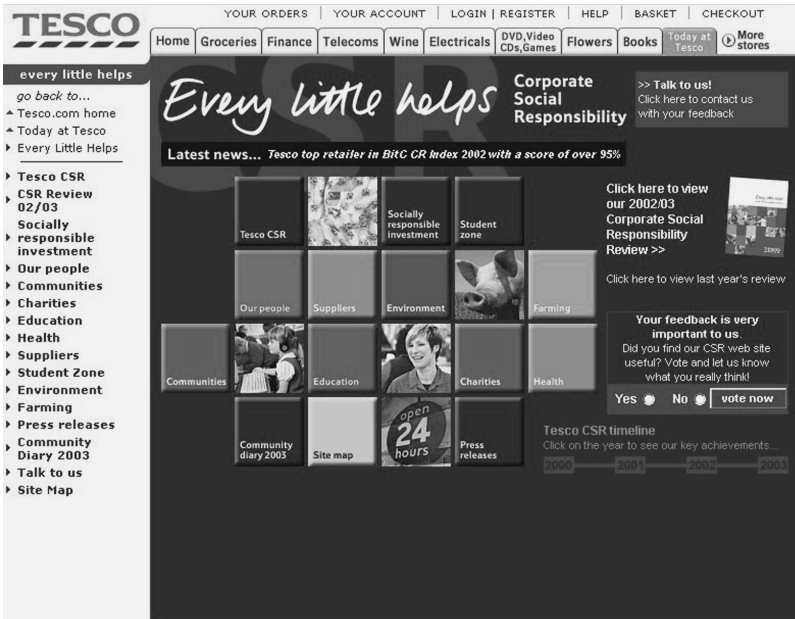 TESCO
YOUR ORDERS | YOUR ACCOUNT | LOGIN | REGISTER | HELP | BASKET | CHECKOUT
Home Groceries Finance Telecoms Wine Electricals DVD,Video CDs,Games Flowers Books Today at Tesco More stores
every little helps
go back to...
Tesco.com home
Today at Tesco
Every Little Helps
Tesco CSR
CSR Review
02/03
Socially
responsible
investment
Our people
Communities
Charities
Education
Health
Suppliers
Student Zone
Environment
Farming
Press releases
Community
Diary 2003
Talk to us
Site Map
CSR
Every little helps
Corporate
Social
Responsibility
>> Talk to us!
Click here to contact us
with your feedback
Latest news... Tesco top retailer in BitC CR Index 2002 with a score of over 95%
Tesco CSR
Socially
responsible
investment
Student
zone
Our people
Suppliers
Environment
Farming
Communities
Education
Charities
Health
Community
diary 2003
Site map
open
24
hours
Press
releases
Click here to view
our 2002/03
Corporate Social
Responsibility
Review >>
Click here to view last year's review
Your feedback is very
important to us.
Did you find our CSR web site
useful? Vote and let us know
what you really think!
Yes No vote now
Tesco CSR timeline
Click on the year to see our key achievements...
2000 2001 2002 2003